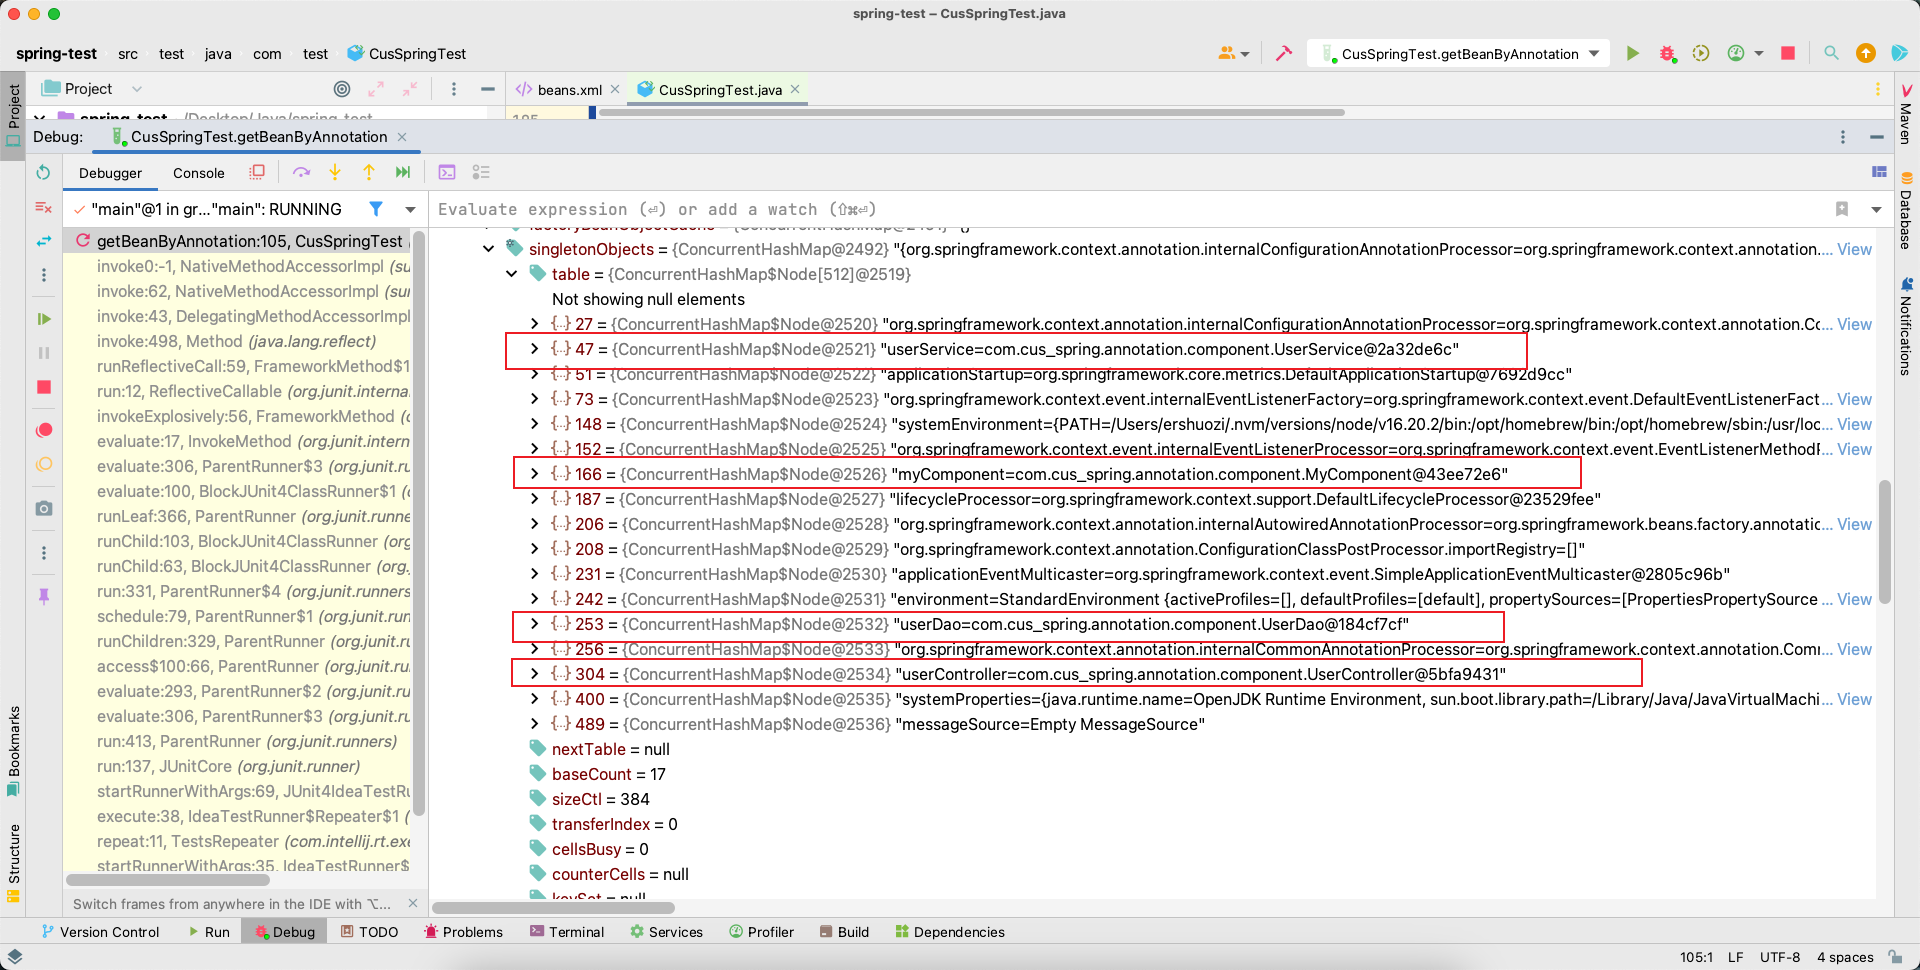 spring-test – CusSpringTest.java
spring-test src test java com test CusSpringTest
CusSpringTest.getBeanByAnnotation
Project
beans.xml
CusSpringTest.java
spring-test ~/Desktop/Java/spring-test
105
Debug: CusSpringTest.getBeanByAnnotation
Debugger Console
"main"@1 in gr..."main": RUNNING
Evaluate expression (⏎) or add a watch (⇧⌘⏎)
getBeanByAnnotation:105, CusSpringTest
invoke0:-1, NativeMethodAccessorImpl (sun
invoke:62, NativeMethodAccessorImpl (sun
invoke:43, DelegatingMethodAccessorImpl
invoke:498, Method (java.lang.reflect)
runReflectiveCall:59, FrameworkMethod$1
run:12, ReflectiveCallable (org.junit.interna
invokeExplosively:56, FrameworkMethod (o
evaluate:17, InvokeMethod (org.junit.intern
evaluate:306, ParentRunner$3 (org.junit.ru
evaluate:100, BlockJUnit4ClassRunner$1 (
runLeaf:366, ParentRunner (org.junit.runne
runChild:103, BlockJUnit4ClassRunner (org
runChild:63, BlockJUnit4ClassRunner (org.
run:331, ParentRunner$4 (org.junit.runners
schedule:79, ParentRunner$1 (org.junit.rur
runChildren:329, ParentRunner (org.junit.ru
access$100:66, ParentRunner (org.junit.rui
evaluate:293, ParentRunner$2 (org.junit.ru
evaluate:306, ParentRunner$3 (org.junit.ru
run:413, ParentRunner (org.junit.runners)
run:137, JUnitCore (org.junit.runner)
startRunnerWithArgs:69, JUnit4IdeaTestRu
execute:38, IdeaTestRunner$Repeater$1 (
repeat:11, TestsRepeater (com.intellij.rt.exe
startRunnerWithArgs:35, IdeaTestRunner$
Switch frames from anywhere in the IDE with ⌥...
singletonObjects = {ConcurrentHashMap@2492} "{org.springframework.context.annotation.internalConfigurationAnnotationProcessor=org.springframework.context.annotation.... View
table = {ConcurrentHashMap$Node[512]@2519}
Not showing null elements
27 = {ConcurrentHashMap$Node@2520} "org.springframework.context.annotation.internalConfigurationAnnotationProcessor=org.springframework.context.annotation.Cc... View
47 = {ConcurrentHashMap$Node@2521} "userService=com.cus_spring.annotation.component.UserService@2a32de6c"
51 = {ConcurrentHashMap$Node@2522} "applicationStartup=org.springframework.core.metrics.DefaultApplicationStartup@7692d9cc"
73 = {ConcurrentHashMap$Node@2523} "org.springframework.context.event.internalEventListenerFactory=org.springframework.context.event.DefaultEventListenerFact... View
148 = {ConcurrentHashMap$Node@2524} "systemEnvironment={PATH=/Users/ershuozi/.nvm/versions/node/v16.20.2/bin:/opt/homebrew/bin:/opt/homebrew/sbin:/usr/loc... View
152 = {ConcurrentHashMap$Node@2525} "org.springframework.context.event.internalEventListenerProcessor=org.springframework.context.event.EventListenerMethodF... View
166 = {ConcurrentHashMap$Node@2526} "myComponent=com.cus_spring.annotation.component.MyComponent@43ee72e6"
187 = {ConcurrentHashMap$Node@2527} "lifecycleProcessor=org.springframework.context.support.DefaultLifecycleProcessor@23529fee"
206 = {ConcurrentHashMap$Node@2528} "org.springframework.context.annotation.internalAutowiredAnnotationProcessor=org.springframework.beans.factory.annotatic... View
208 = {ConcurrentHashMap$Node@2529} "org.springframework.context.annotation.ConfigurationClassPostProcessor.importRegistry=[]"
231 = {ConcurrentHashMap$Node@2530} "applicationEventMulticaster=org.springframework.context.event.SimpleApplicationEventMulticaster@2805c96b"
242 = {ConcurrentHashMap$Node@2531} "environment=StandardEnvironment {activeProfiles=[], defaultProfiles=[default], propertySources=[PropertiesPropertySource ... View
253 = {ConcurrentHashMap$Node@2532} "userDao=com.cus_spring.annotation.component.UserDao@184cf7cf"
256 = {ConcurrentHashMap$Node@2533} "org.springframework.context.annotation.internalCommonAnnotationProcessor=org.springframework.context.annotation.Comr... View
304 = {ConcurrentHashMap$Node@2534} "userController=com.cus_spring.annotation.component.UserController@5bfa9431"
400 = {ConcurrentHashMap$Node@2535} "systemProperties={java.runtime.name=OpenJDK Runtime Environment, sun.boot.library.path=/Library/Java/JavaVirtualMachi... View
489 = {ConcurrentHashMap$Node@2536} "messageSource=Empty MessageSource"
nextTable = null
baseCount = 17
sizeCtl = 384
transferIndex = 0
cellsBusy = 0
counterCells = null
keySet = null
Project
Bookmarks
Structure
Maven
Database
Notifications
Version Control Run Debug TODO Problems Terminal Services Profiler Build Dependencies
105:1 LF UTF-8 4 spaces